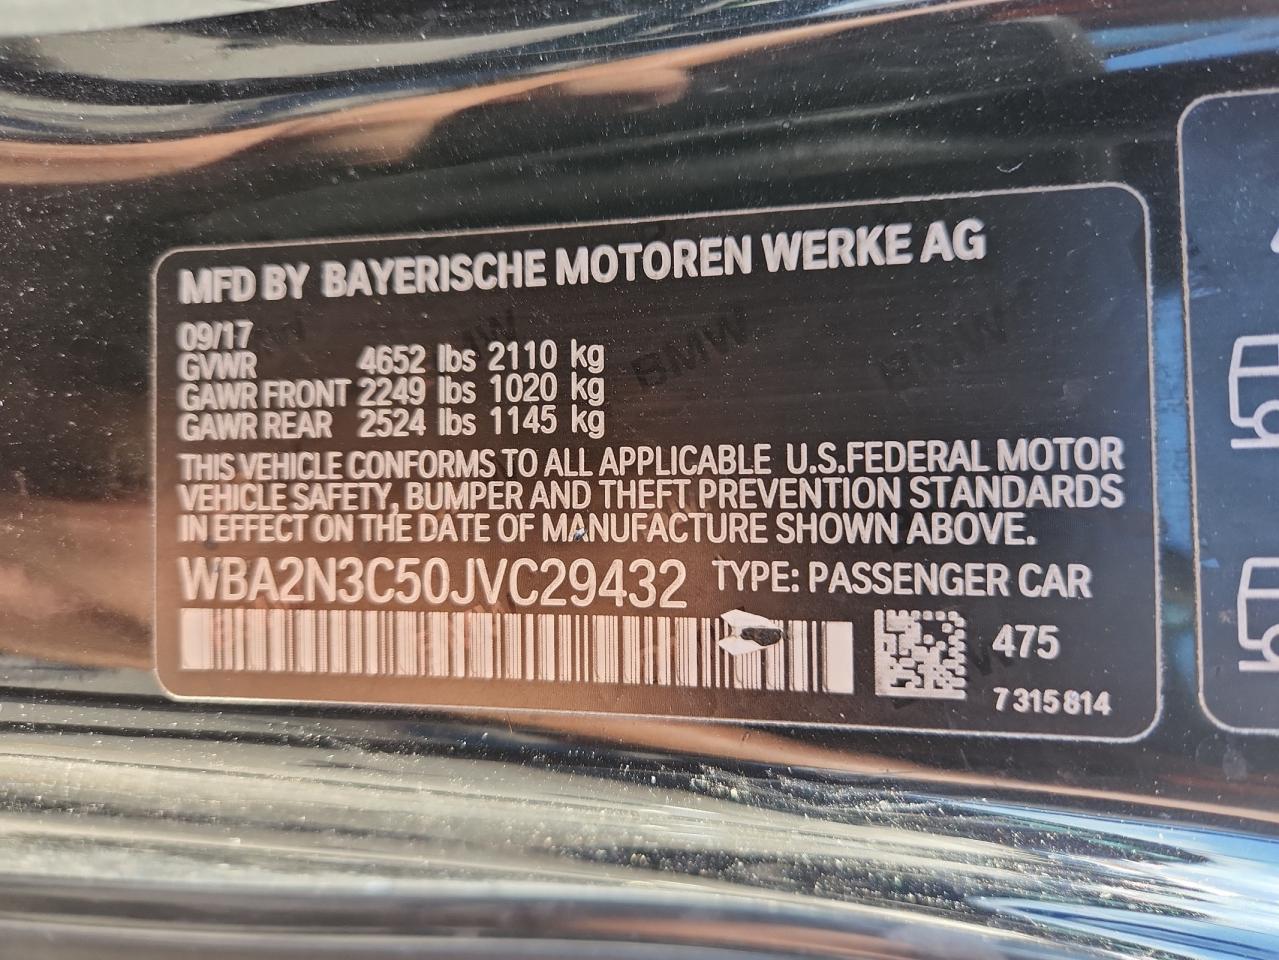 MFD BY BAYERISCHE MOTOREN WERKE AG
09/17
GVWR 4652 lbs 2110 kg
GAWR FRONT 2249 lbs 1020 kg
GAWR REAR 2524 lbs 1145 kg
THIS VEHICLE CONFORMS TO ALL APPLICABLE U.S.FEDERAL MOTOR
VEHICLE SAFETY, BUMPER AND THEFT PREVENTION STANDARDS
IN EFFECT ON THE DATE OF MANUFACTURE SHOWN ABOVE.
WBA2N3C50JVC29432 TYPE: PASSENGER CAR
475
7 315 814